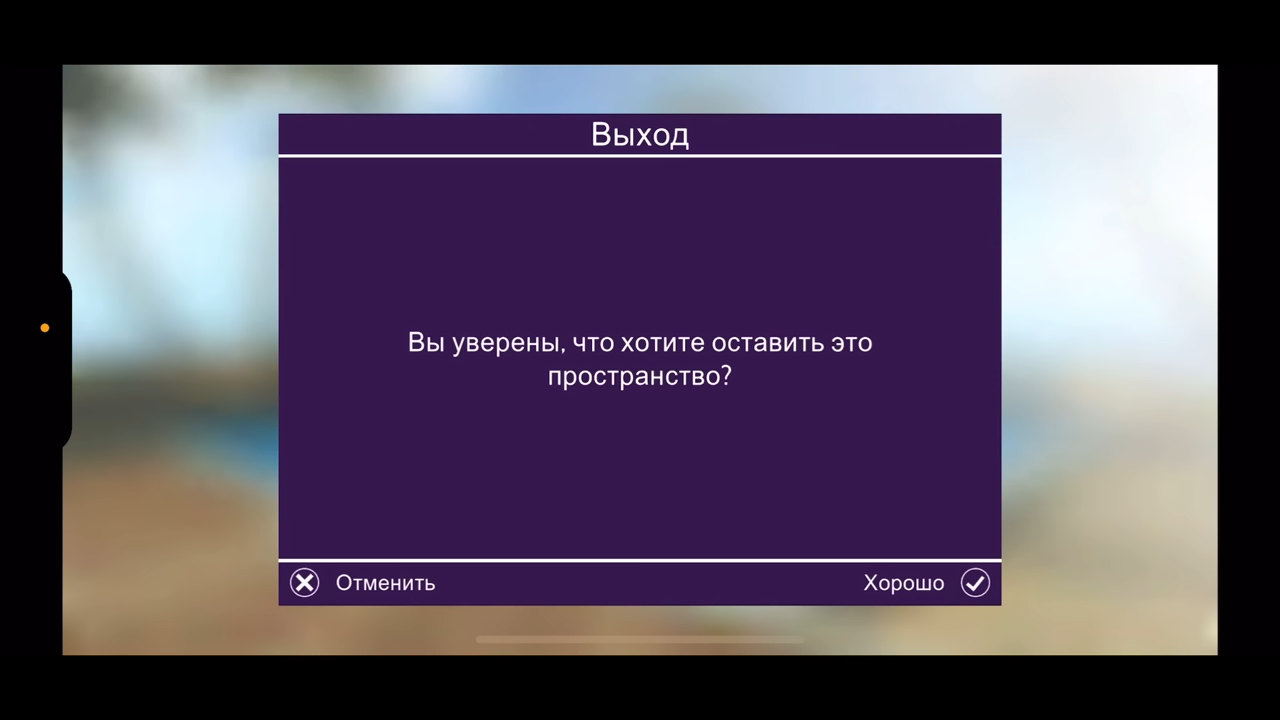 Выход
Вы уверены, что хотите оставить это
пространство?
Отменить
Хорошо